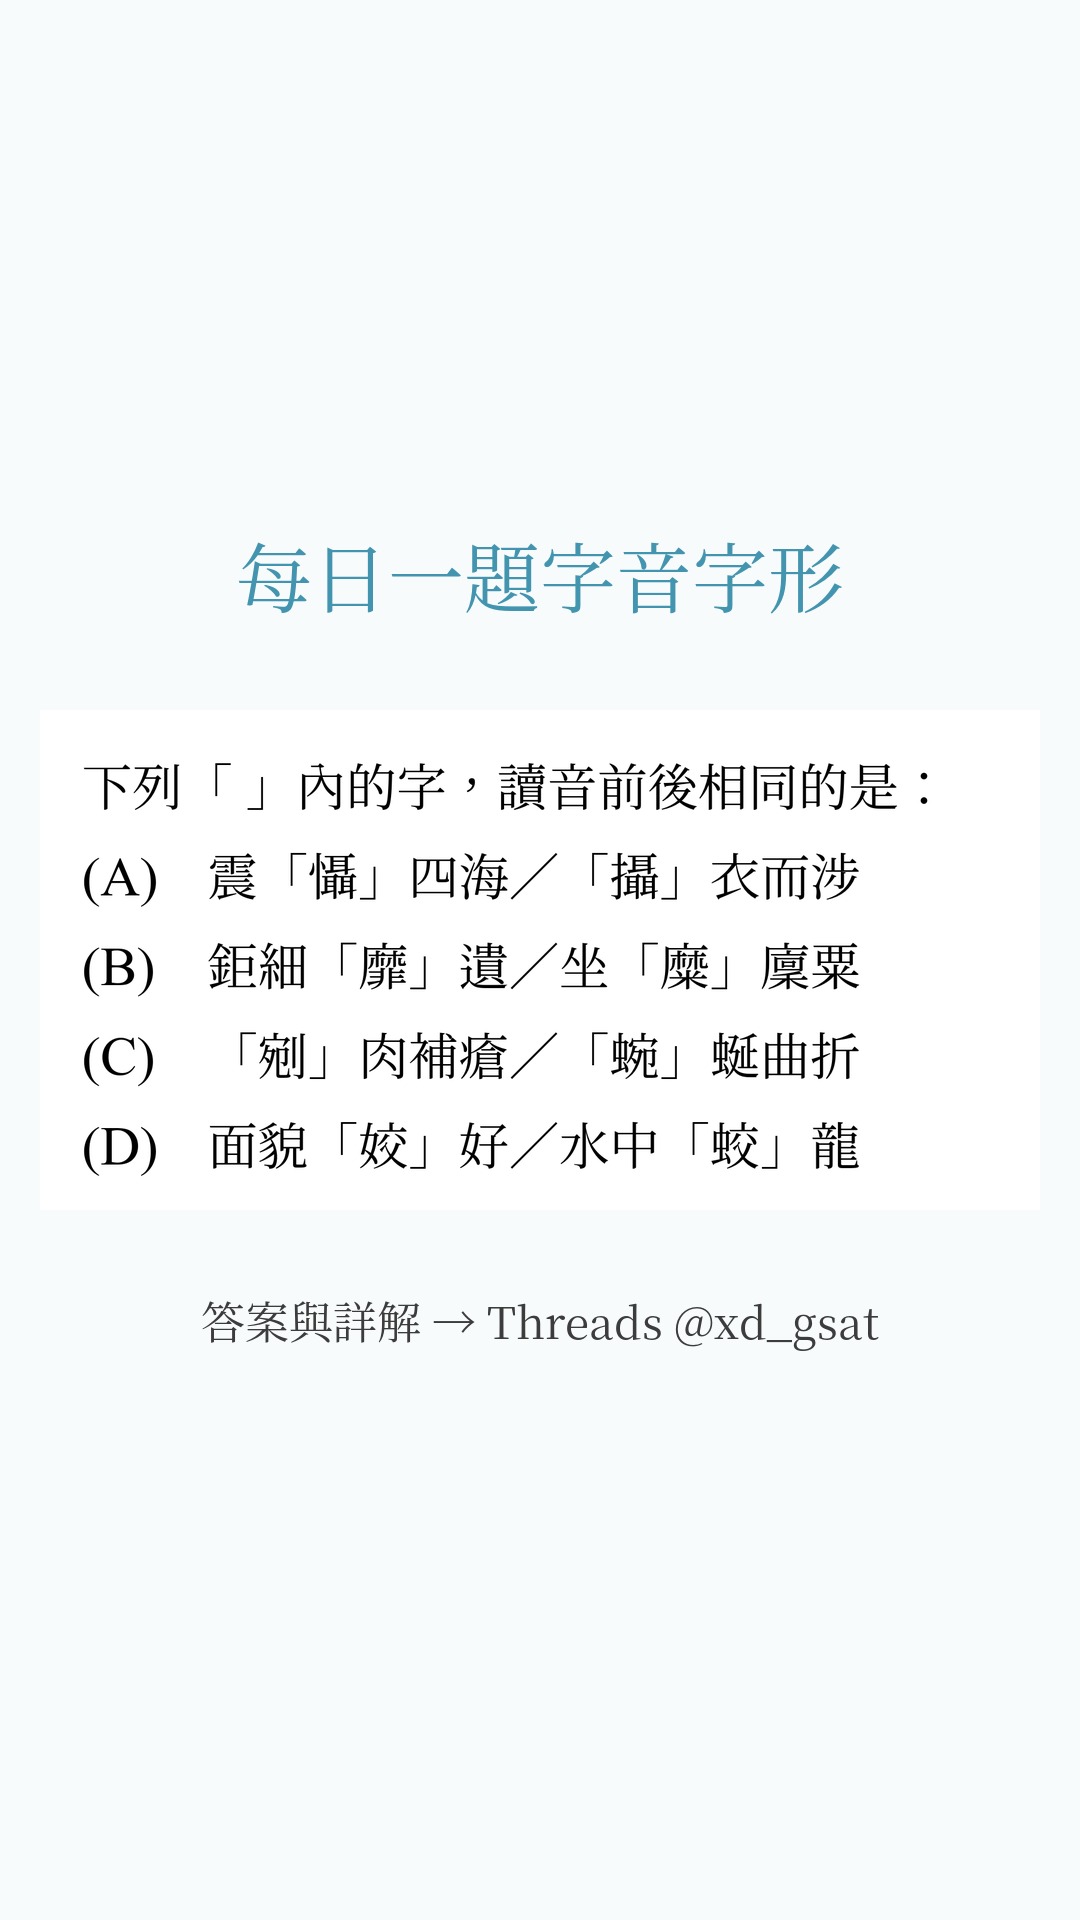 每日一題字音字形
下列「 」內的字，讀音前後相同的是：
(A) 震「懾」四海／「攝」衣而涉
(B) 鉅細「靡」遺／坐「糜」廩粟
(C) 「剜」肉補瘡／「蜿」蜒曲折
(D) 面貌「姣」好／水中「蛟」龍
答案與詳解 → Threads @xd_gsat